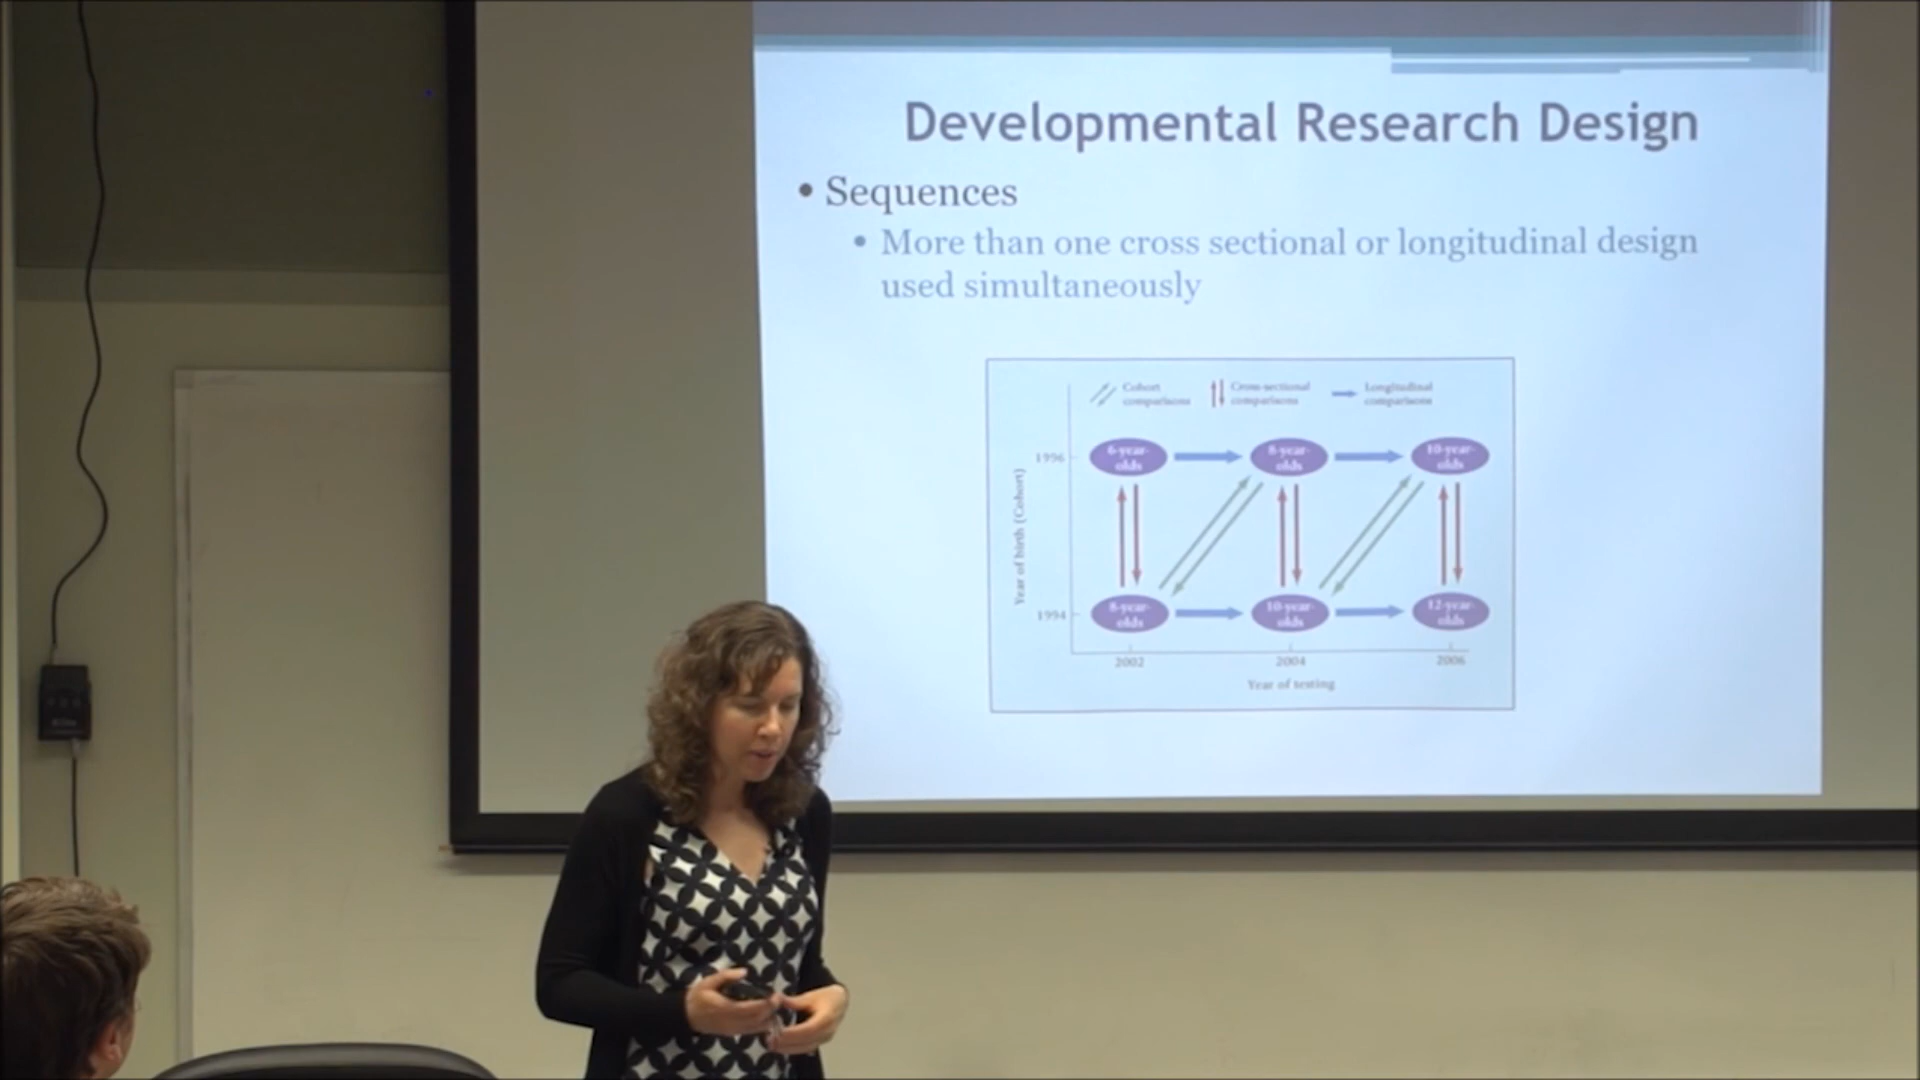 Developmental Research Design
• Sequences
• More than one cross sectional or longitudinal design
used simultaneously
Cohort
comparisons
Cross-sectional
comparisons
Longitudinal
comparisons
Year of birth (Cohort)
1996
6-year-
olds
8-year-
olds
10-year-
olds
1994
8-year-
olds
10-year-
olds
12-year-
olds
2002
2004
2006
Year of testing